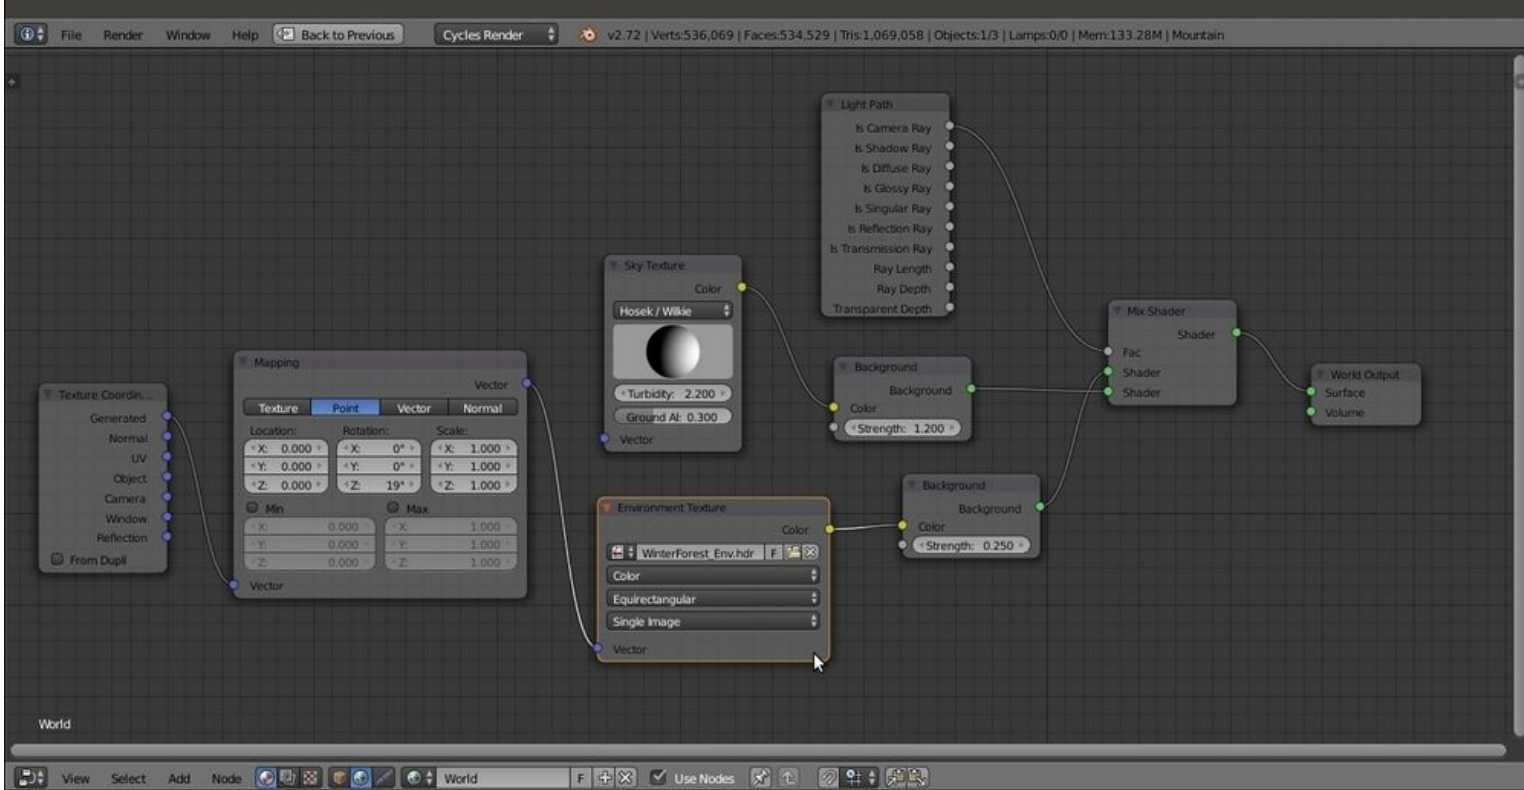 File Render Window Help Back to Previous Cycles Render v2.72 | Verts:536,069 | Faces:534,529 | Tris:1,069,058 | Objects:1/3 | Lamps:0/0 | Mem:133.28M | Mountain
Light Path
Is Camera Ray
Is Shadow Ray
Is Diffuse Ray
Is Glossy Ray
Is Singular Ray
Is Reflection Ray
Is Transmission Ray
Ray Length
Ray Depth
Transparent Depth
Sky Texture
Color
Hosek / Wilkie
Turbidity: 2.200
Ground Al: 0.300
Vector
Mix Shader
Shader
Fac
Shader
Shader
World Output
Surface
Volume
Background
Background
Color
Strength: 1.200
Mapping
Vector
Texture Point Vector Normal
Location: Rotation: Scale:
X: 0.000 X: 0° X: 1.000
Y: 0.000 Y: 0° Y: 1.000
Z: 0.000 Z: 19° Z: 1.000
Min Max
X: 0.000 X: 1.000
Y: 0.000 Y: 1.000
Z: 0.000 Z: 1.000
Vector
Texture Coordin...
Generated
Normal
UV
Object
Camera
Window
Reflection
From Dupli
Environment Texture
Color
WinterForest_Env.hdr F
Color
Equirectangular
Single Image
Vector
Background
Background
Color
Strength: 0.250
World
View Select Add Node World F Use Nodes